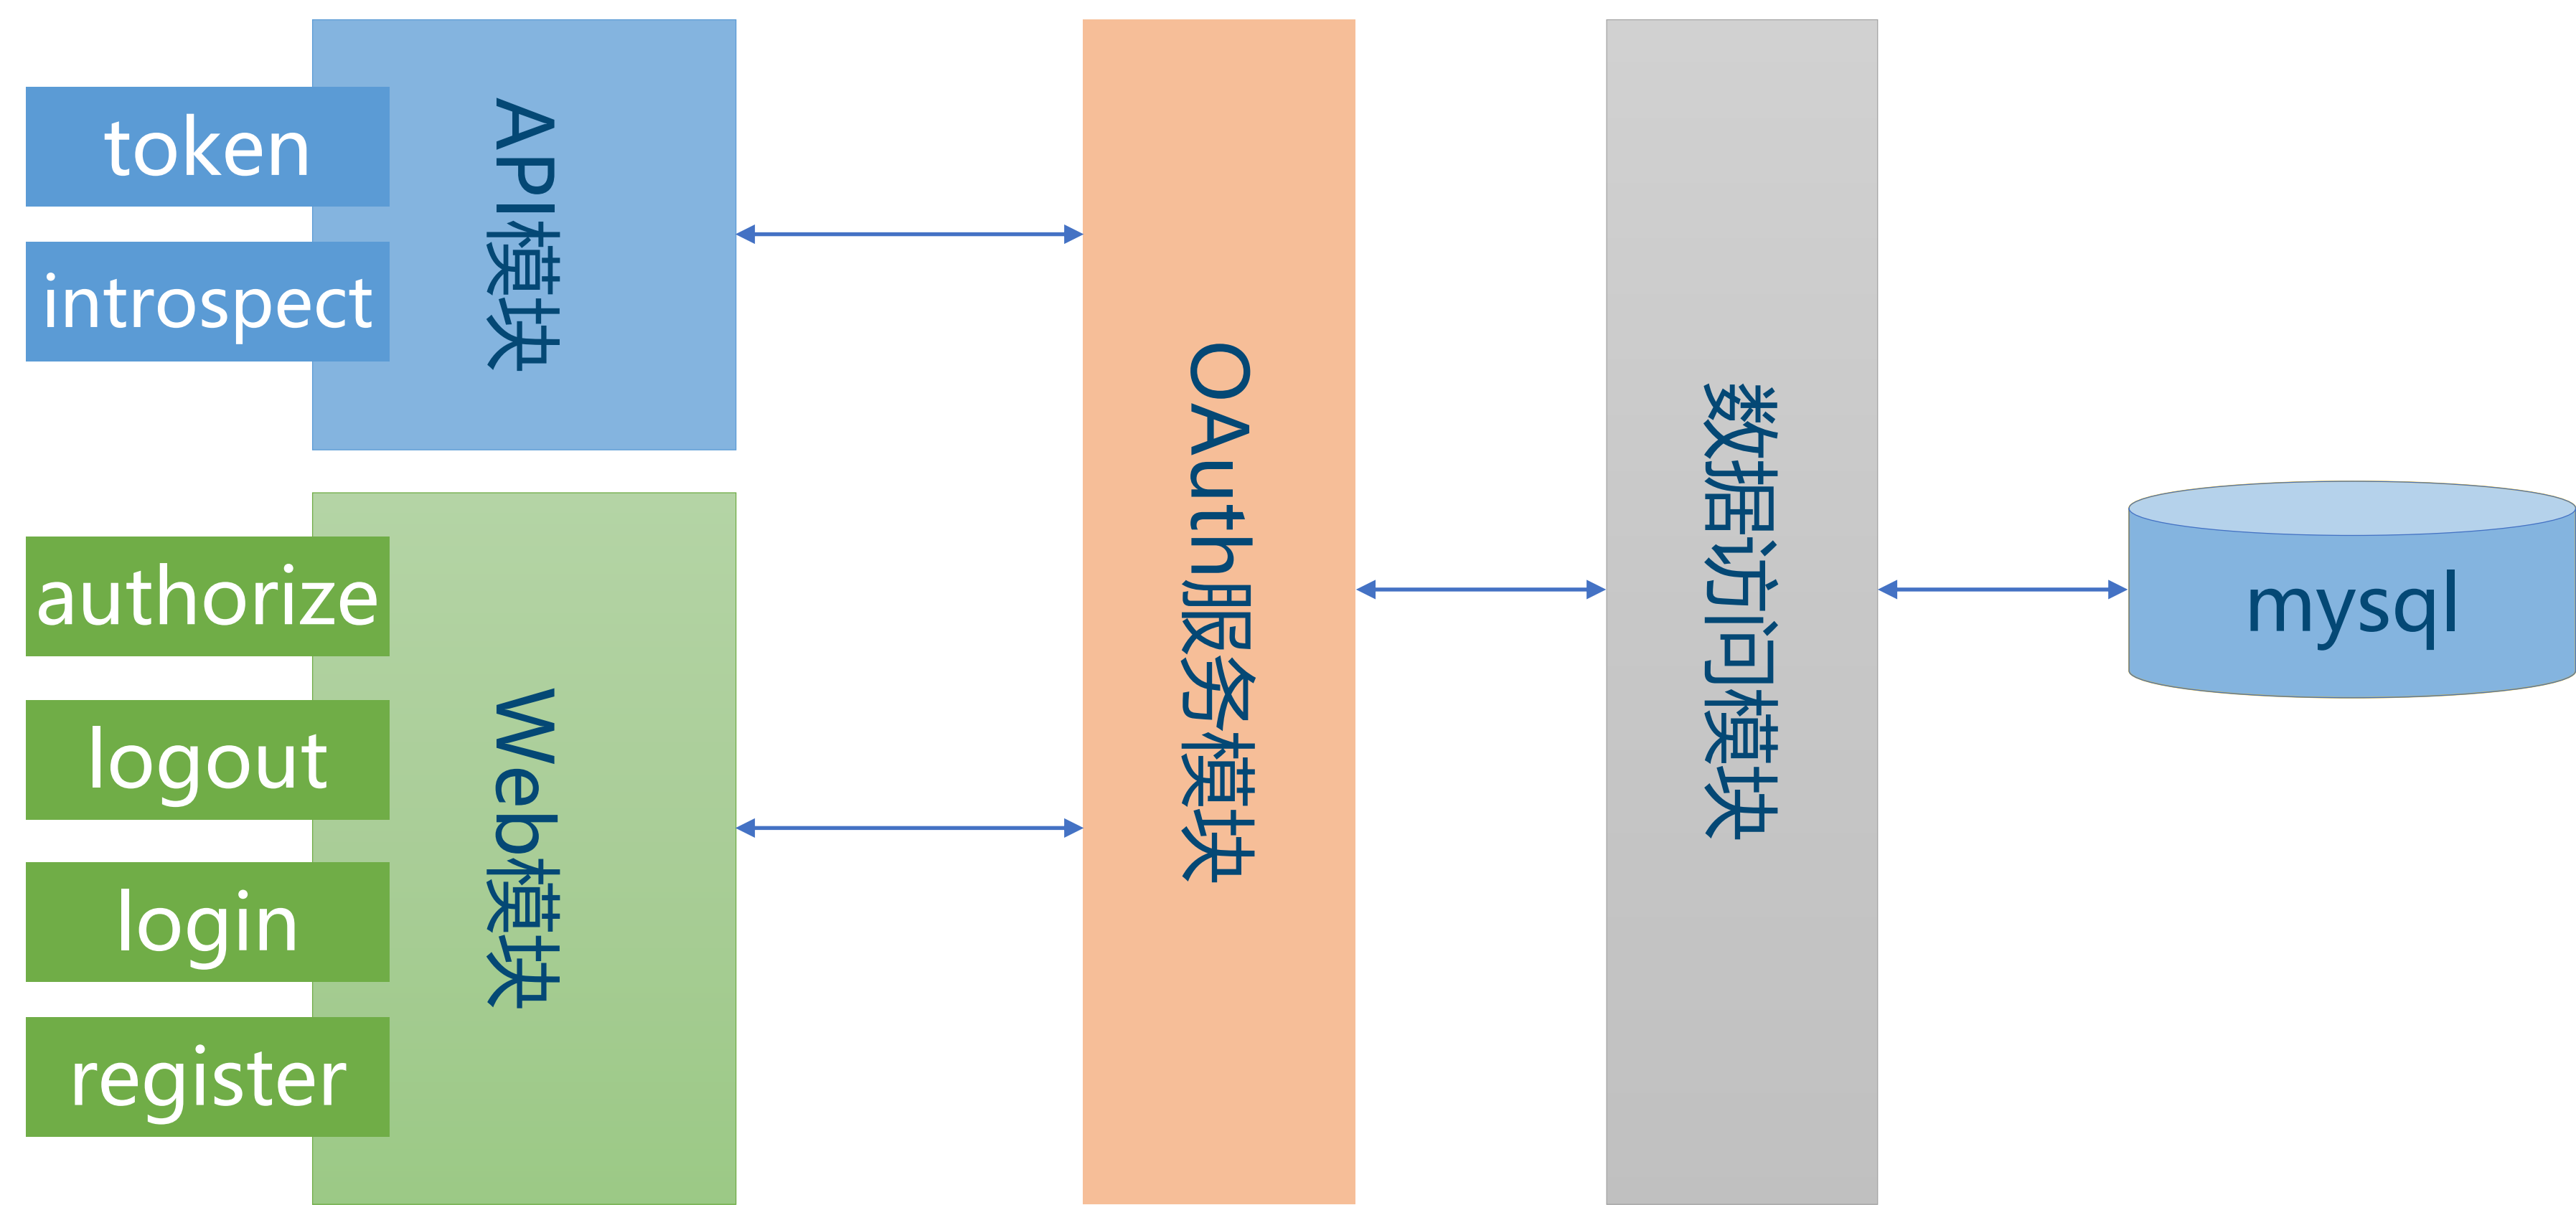 token
introspect
API模块
authorize
logout
login
register
Web模块
OAuth服务模块
数据访问模块
mysql